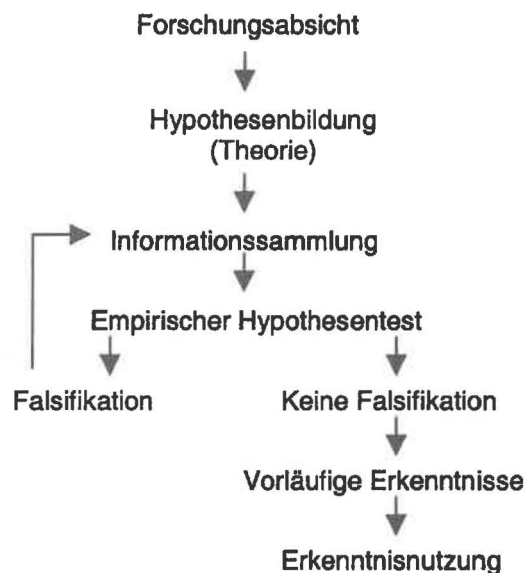 Forschungsabsicht
Hypothesenbildung
(Theorie)
Informationssammlung
Empirischer Hypothesentest
Falsifikation
Keine Falsifikation
Vorläufige Erkenntnisse
Erkenntnisnutzung